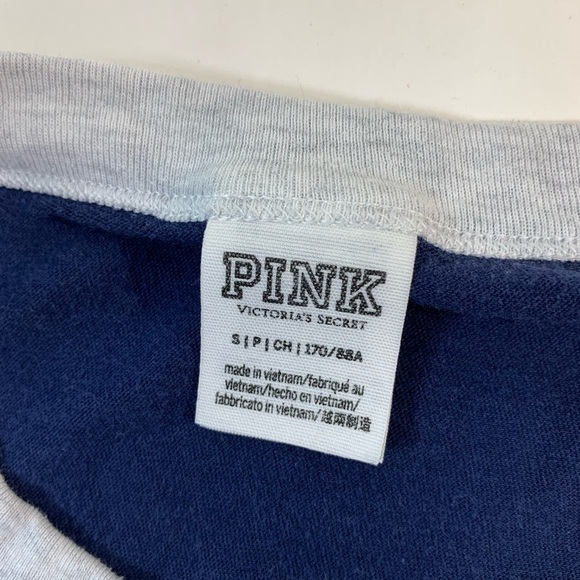 PINK
VICTORIA'S SECRET
S | P | CH | 170/88A
made in vietnam/fabriqué au
vietnam/hecho en vietnam/
fabbricato in vietnam/越南制造